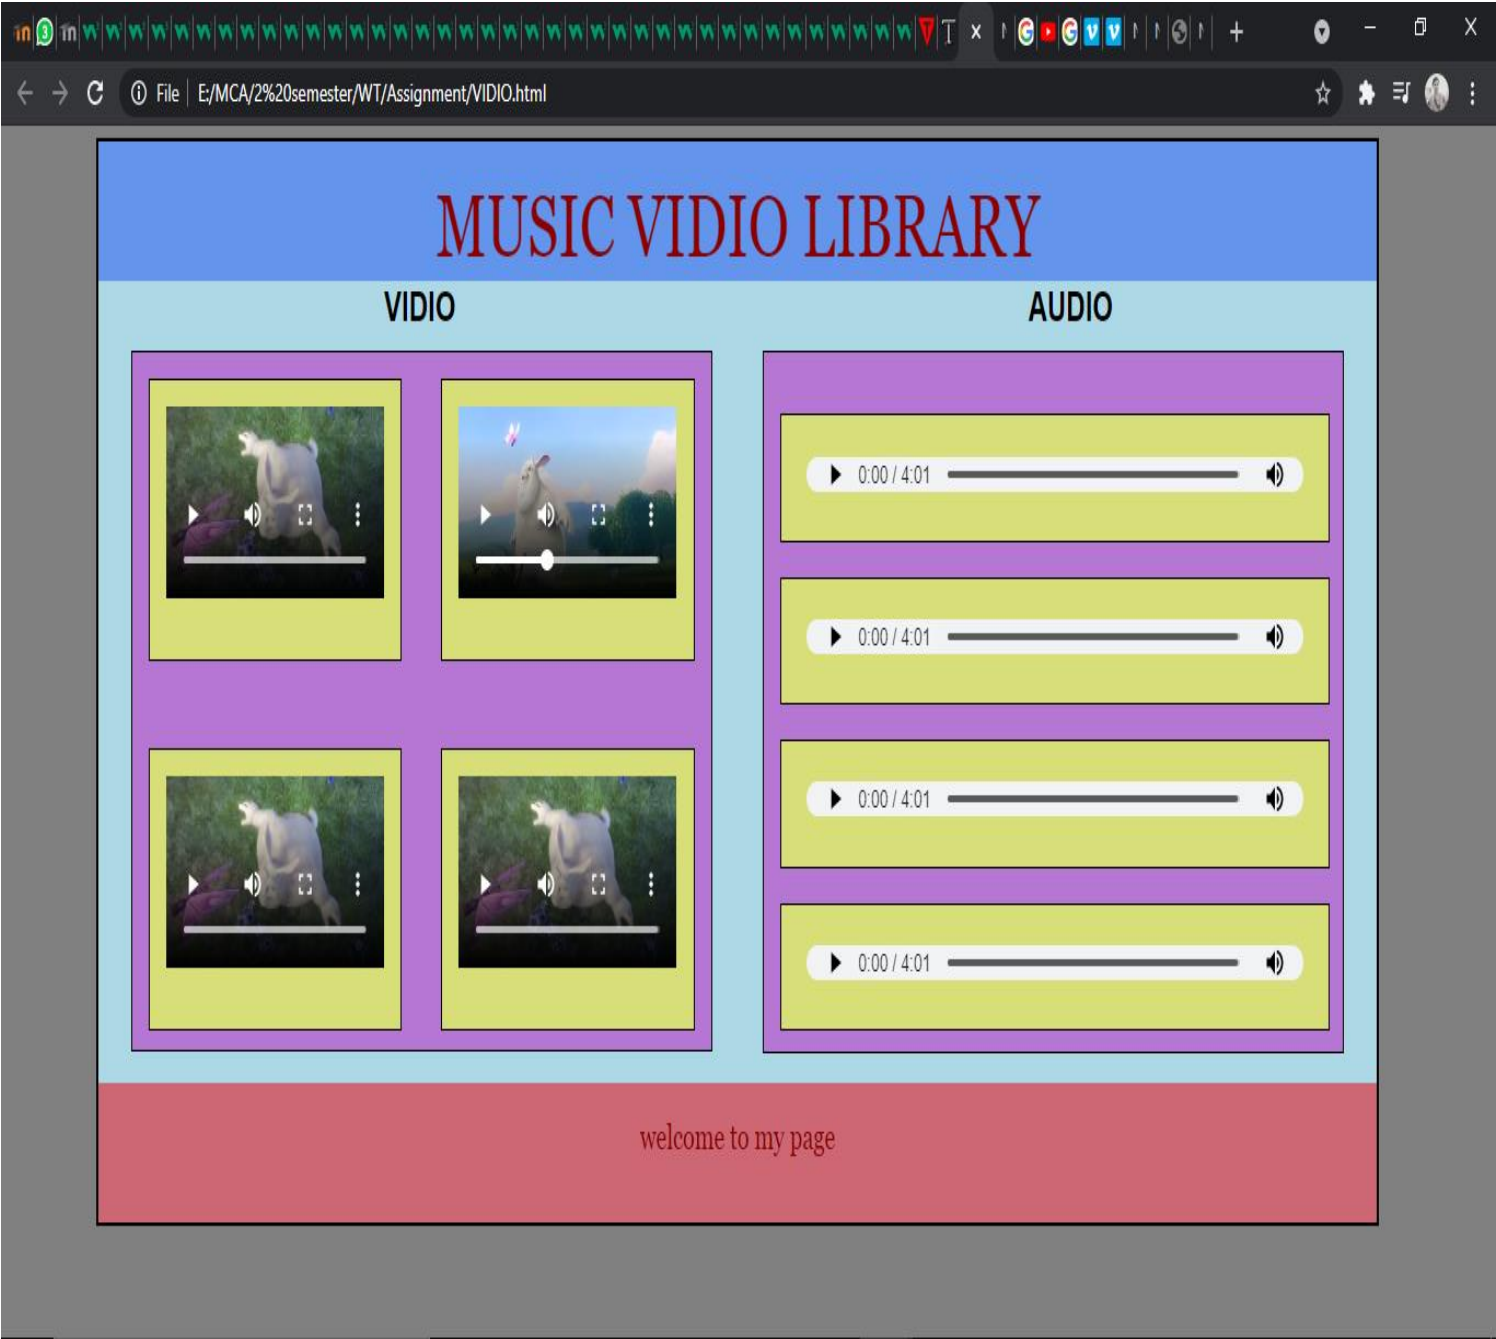 3
File E:/MCA/2%20semester/WT/Assignment/VIDIO.html
MUSIC VIDIO LIBRARY
VIDIO
AUDIO
0:00 / 4:01
0:00 / 4:01
0:00 / 4:01
0:00 / 4:01
welcome to my page